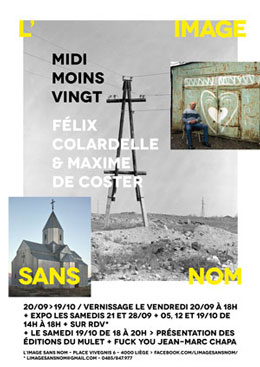 L' IMAGE
MIDI
MOINS
VINGT
FÉLIX
COLARDELLE
& MAXIME
DE COSTER
SANS NOM
20/09>19/10 / VERNISSAGE LE VENDREDI 20/09 À 18H
+ EXPO LES SAMEDIS 21 ET 28/09 + 05, 12 ET 19/10 DE
14H À 18H + SUR RDV*
+ LE SAMEDI 19/10 DE 18 À 20H > PRÉSENTATION DES
ÉDITIONS DU MULET + FUCK YOU JEAN-MARC CHAPA
L'IMAGE SANS NOM - PLACE VIVEGNIS 6 - 4000 LIÈGE > FACEBOOK.COM/LIMAGESANSNOM/
* LIMAGESANSNOM@GMAIL.COM - 0485/847977